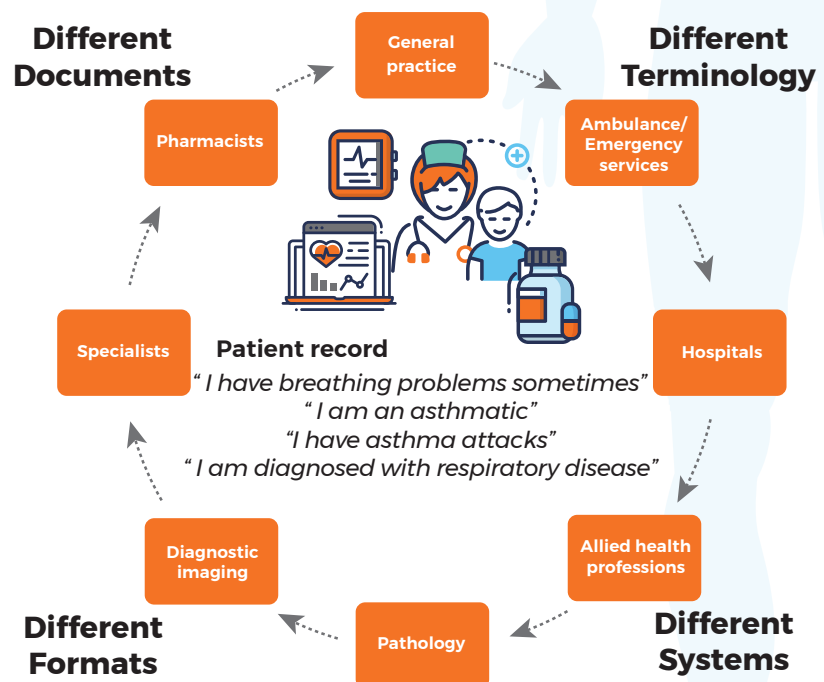 Different
Documents
General
practice
Different
Terminology
Pharmacists
Ambulance/
Emergency
services
Specialists
Patient record
Hospitals
“ I have breathing problems sometimes”
“ I am an asthmatic”
“I have asthma attacks”
“ I am diagnosed with respiratory disease”
Diagnostic
imaging
Allied health
professions
Different
Formats
Pathology
Different
Systems